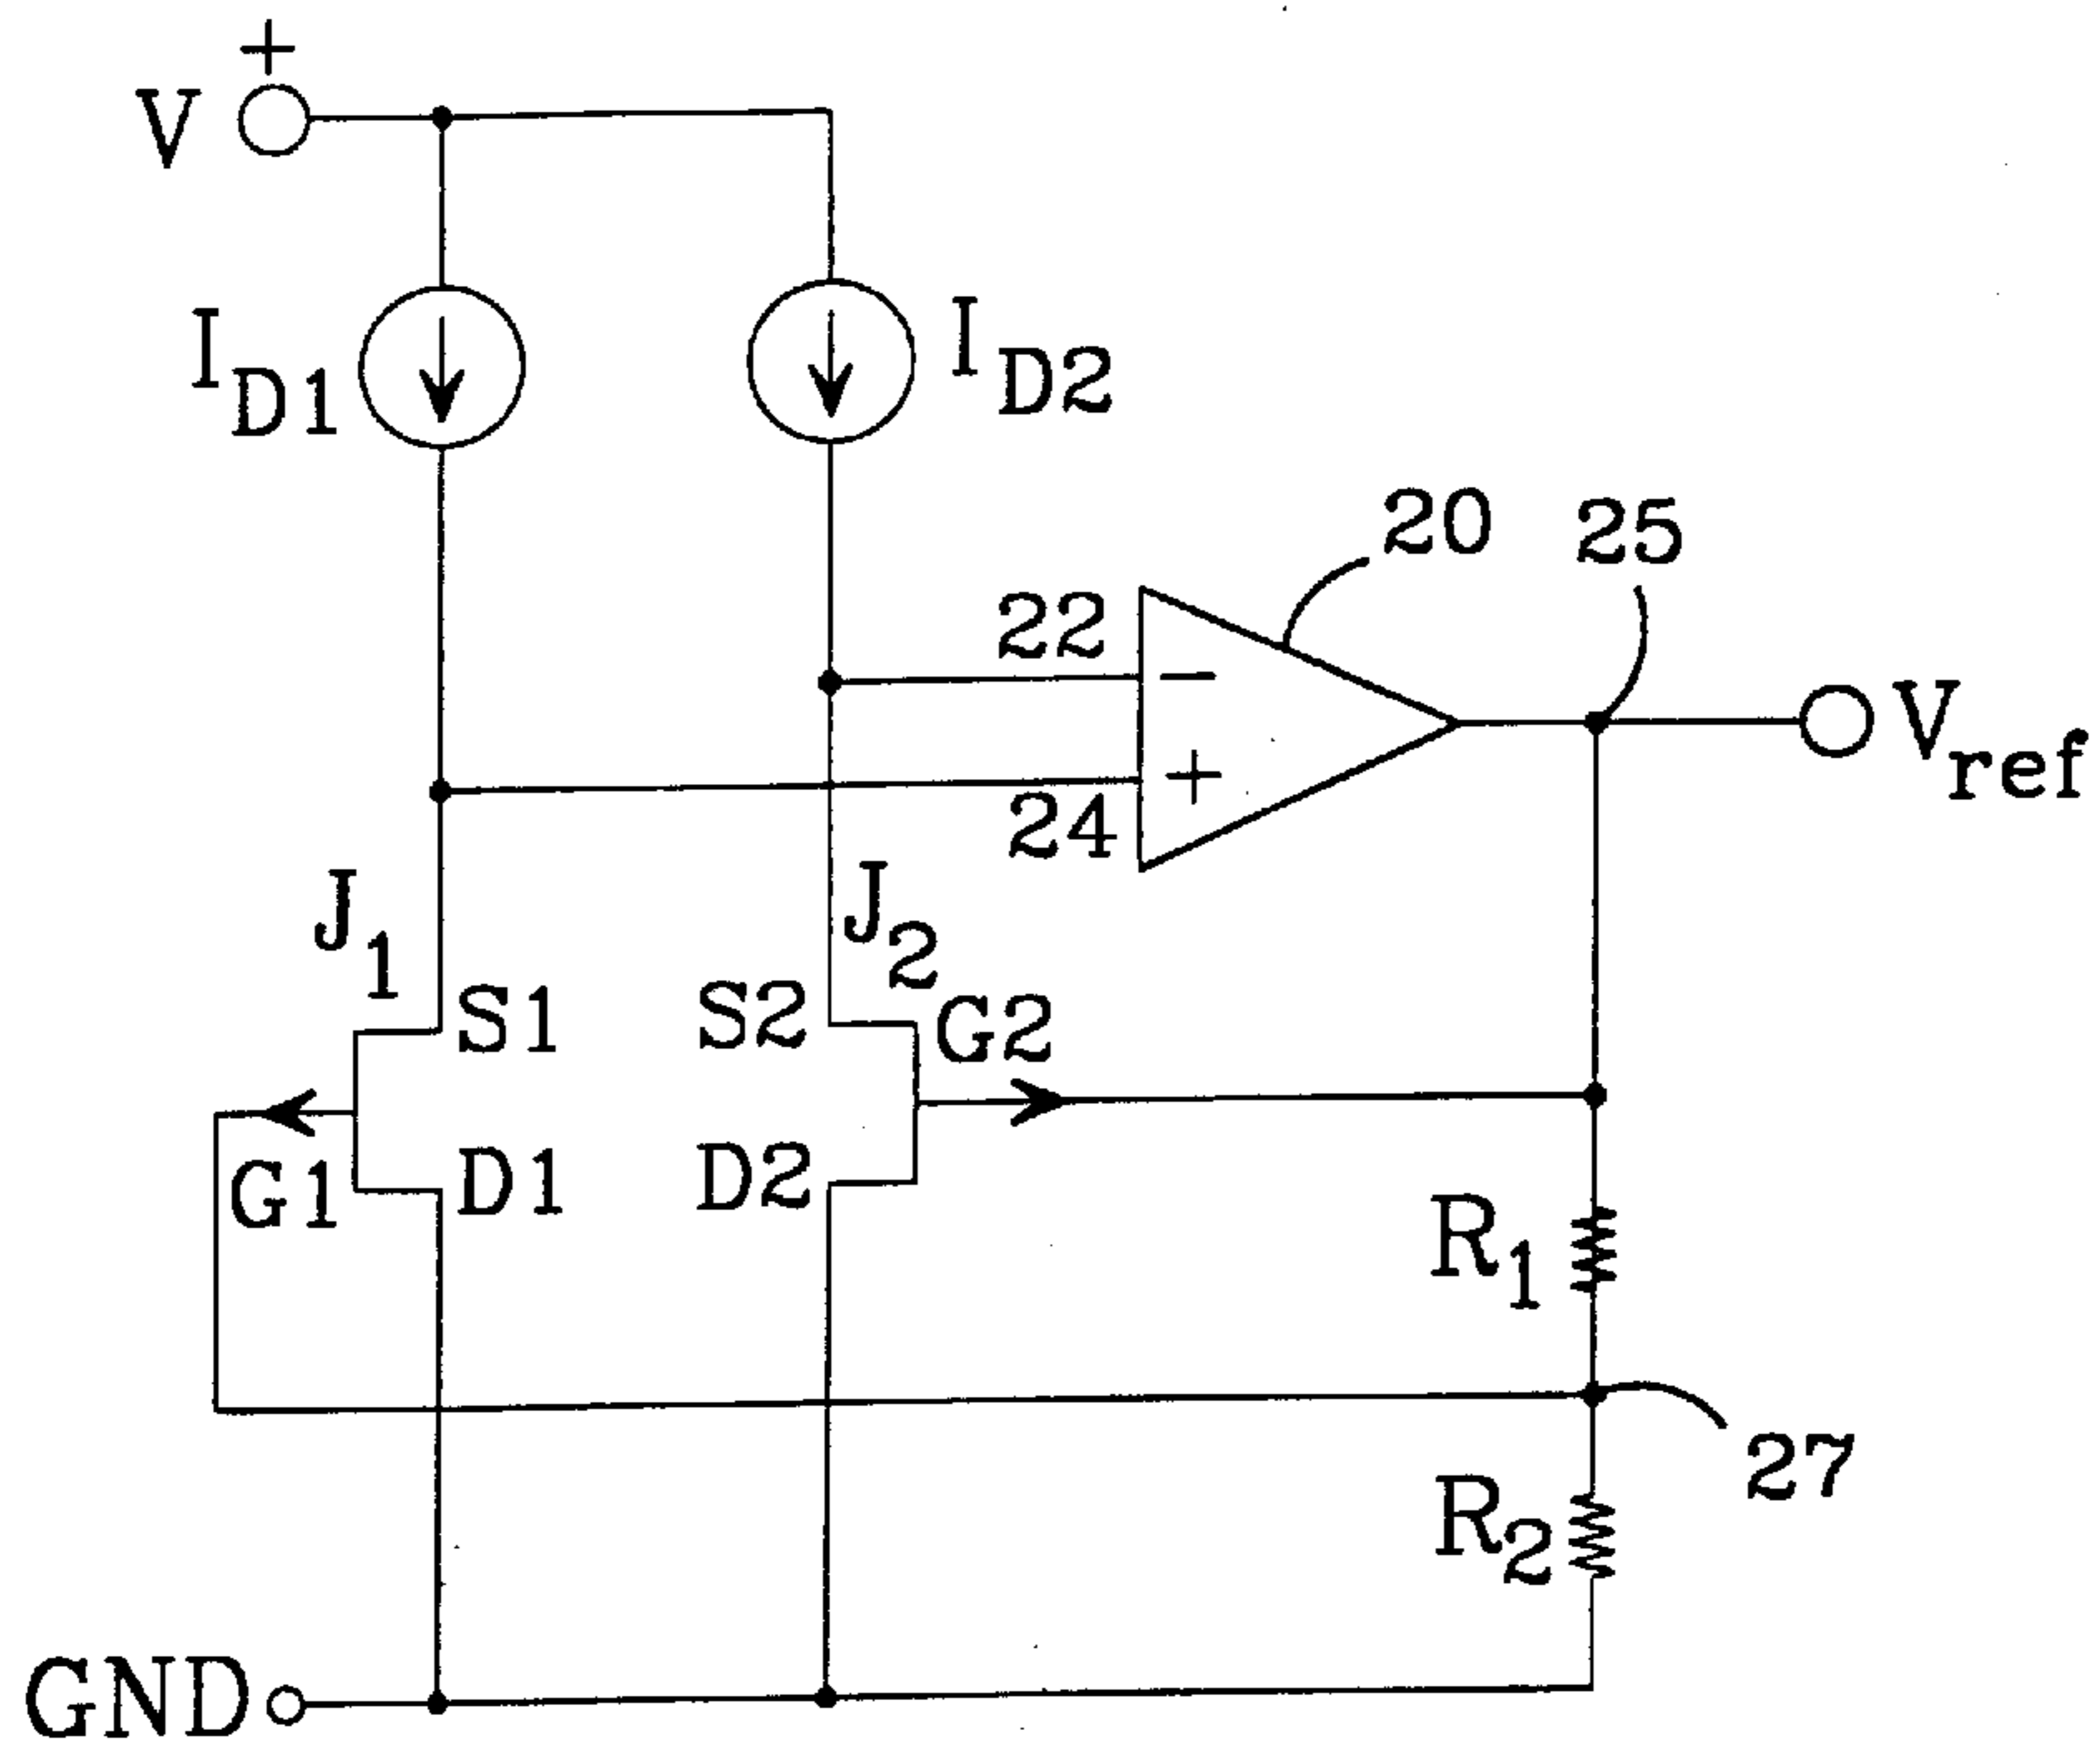 +
V
I D1
I D2
20
25
22
−
V ref
+
24
J 1
J 2
S1
S2
G2
G1
D1
D2
R 1
27
R 2
GND